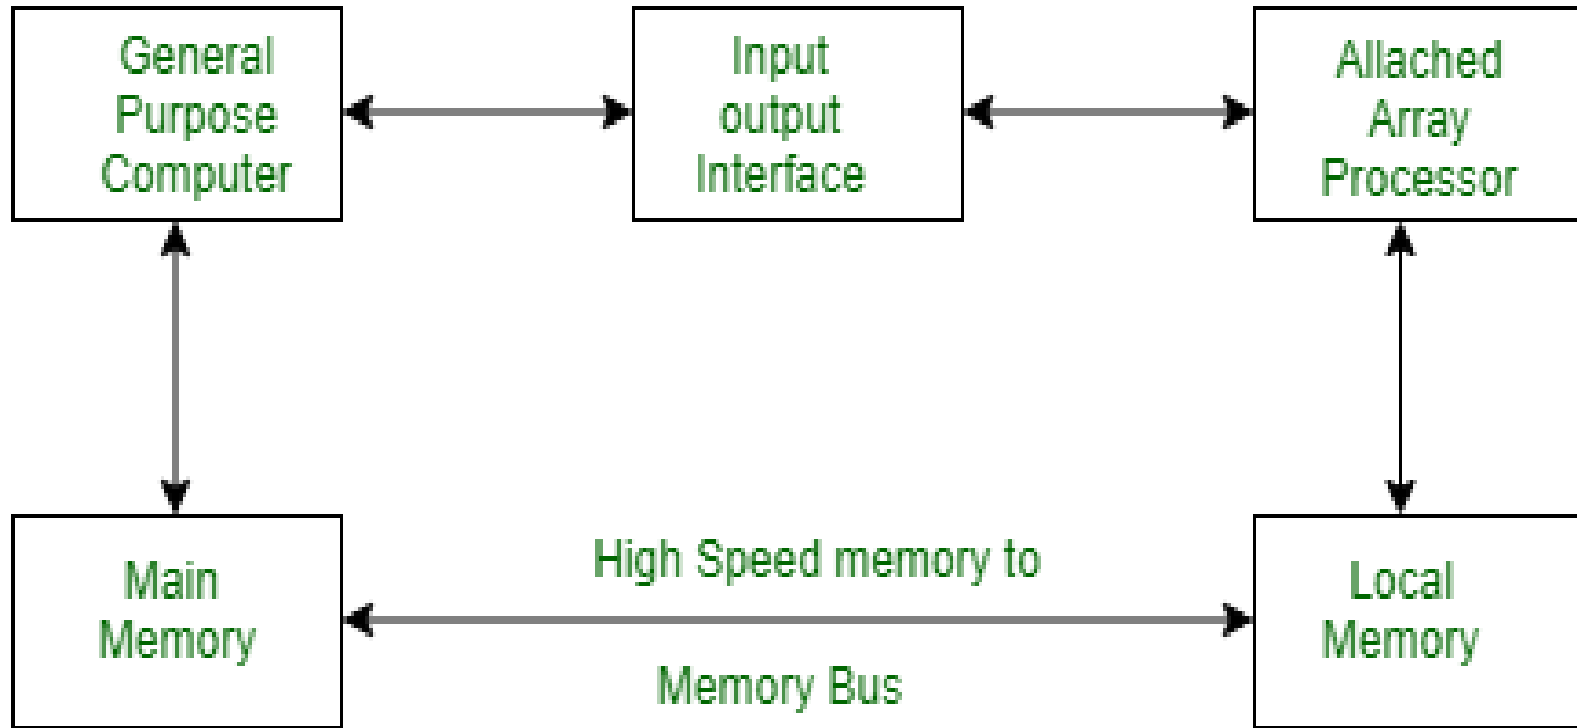 General
Purpose
Computer
Input
output
Interface
Allached
Array
Processor
Main
Memory
High Speed memory to
Memory Bus
Local
Memory